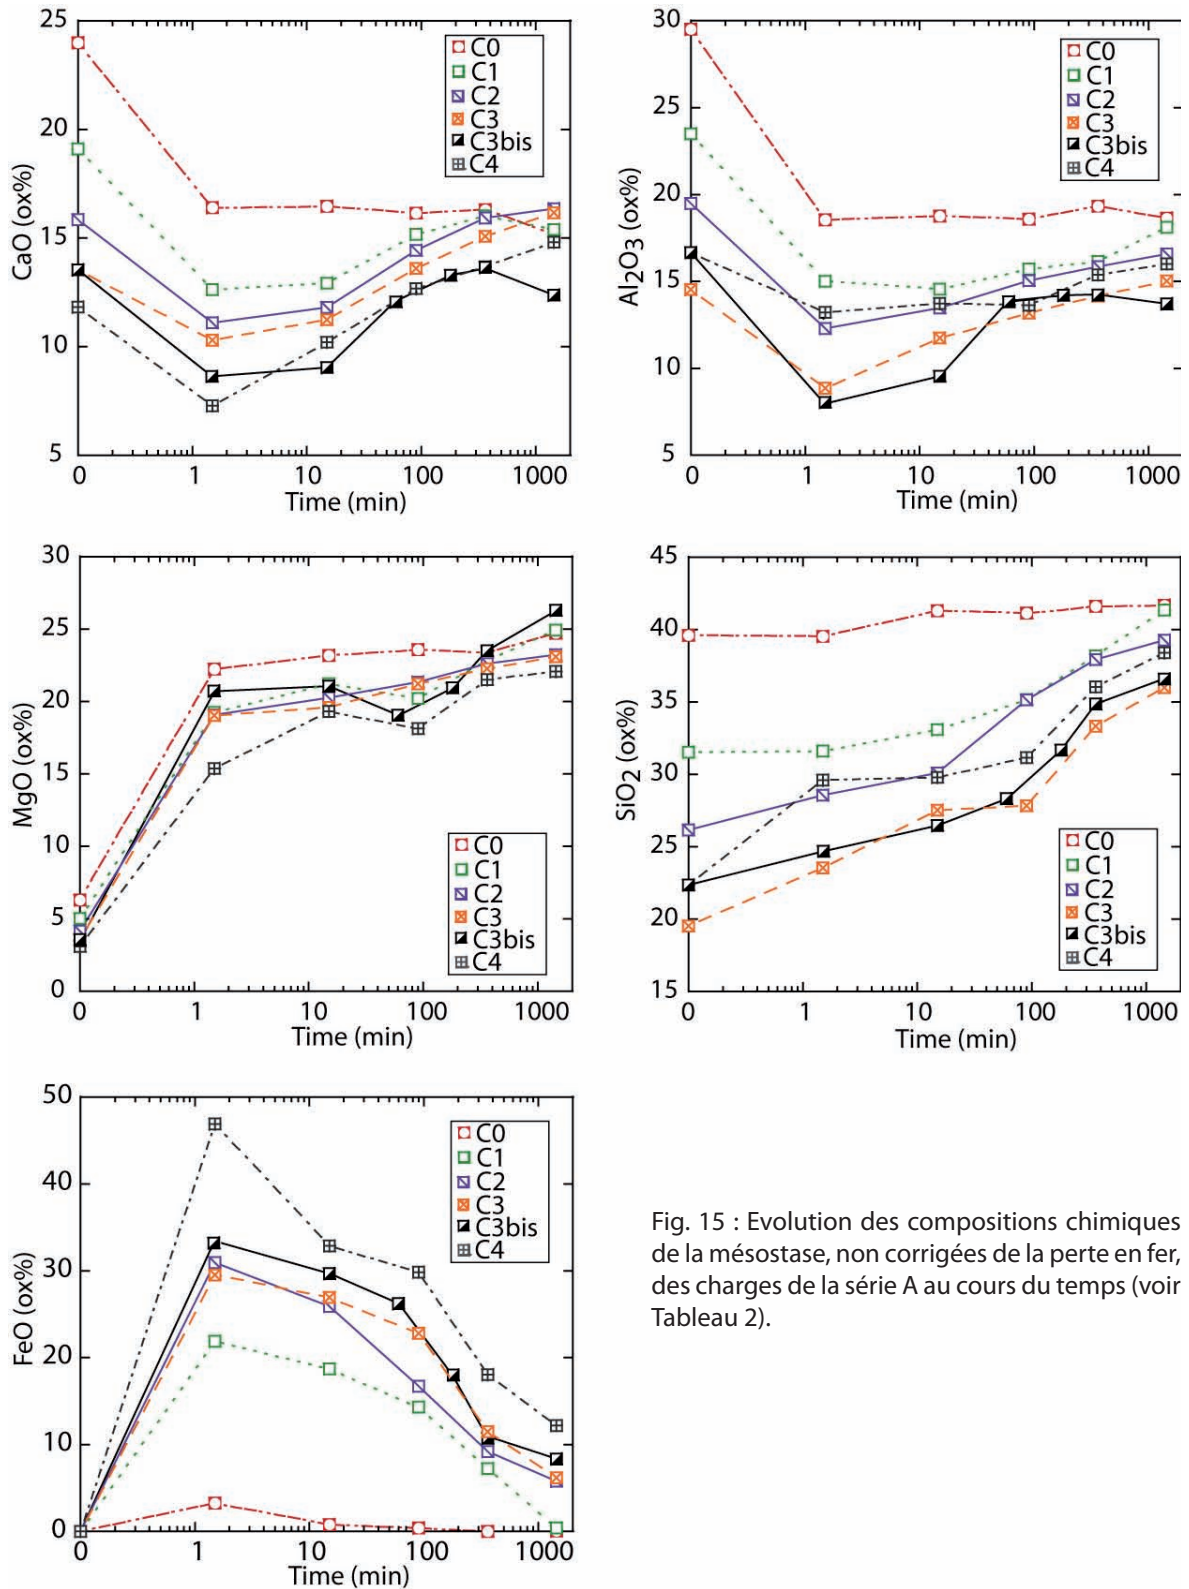 25
20
15
10
5
CaO (ox%)
0 1 10 100 1000
Time (min)
C0
C1
C2
C3
C3bis
C4
30
25
20
15
10
5
Al2O3 (ox%)
0 1 10 100 1000
Time (min)
C0
C1
C2
C3
C3bis
C4
30
25
20
15
10
5
0
MgO (ox%)
0 1 10 100 1000
Time (min)
C0
C1
C2
C3
C3bis
C4
45
40
35
30
25
20
15
SiO2 (ox%)
0 1 10 100 1000
Time (min)
C0
C1
C2
C3
C3bis
C4
50
40
30
20
10
0
FeO (ox%)
0 1 10 100 1000
Time (min)
C0
C1
C2
C3
C3bis
C4
Fig. 15 : Evolution des compositions chimiques
de la mésostase, non corrigées de la perte en fer,
des charges de la série A au cours du temps (voir
Tableau 2).